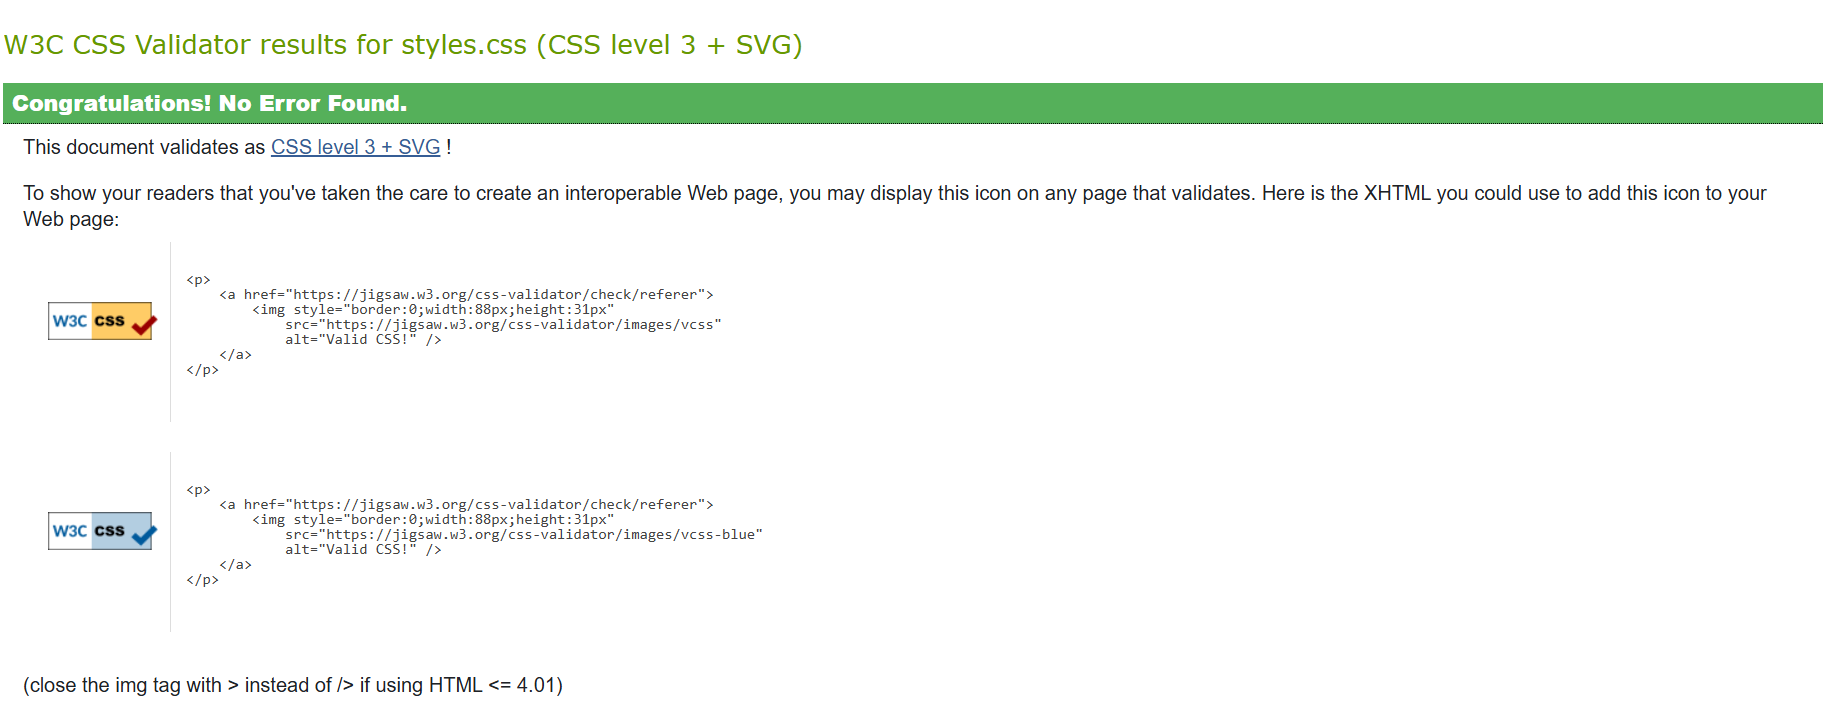 W3C CSS Validator results for styles.css (CSS level 3 + SVG)
Congratulations! No Error Found.
This document validates as CSS level 3 + SVG !
To show your readers that you've taken the care to create an interoperable Web page, you may display this icon on any page that validates. Here is the XHTML you could use to add this icon to your
Web page:
W3C CSS
<p>
    <a href="https://jigsaw.w3.org/css-validator/check/referer">
        <img style="border:0;width:88px;height:31px"
            src="https://jigsaw.w3.org/css-validator/images/vcss"
            alt="Valid CSS!" />
    </a>
</p>
W3C CSS
<p>
    <a href="https://jigsaw.w3.org/css-validator/check/referer">
        <img style="border:0;width:88px;height:31px"
            src="https://jigsaw.w3.org/css-validator/images/vcss-blue"
            alt="Valid CSS!" />
    </a>
</p>
(close the img tag with > instead of /> if using HTML <= 4.01)